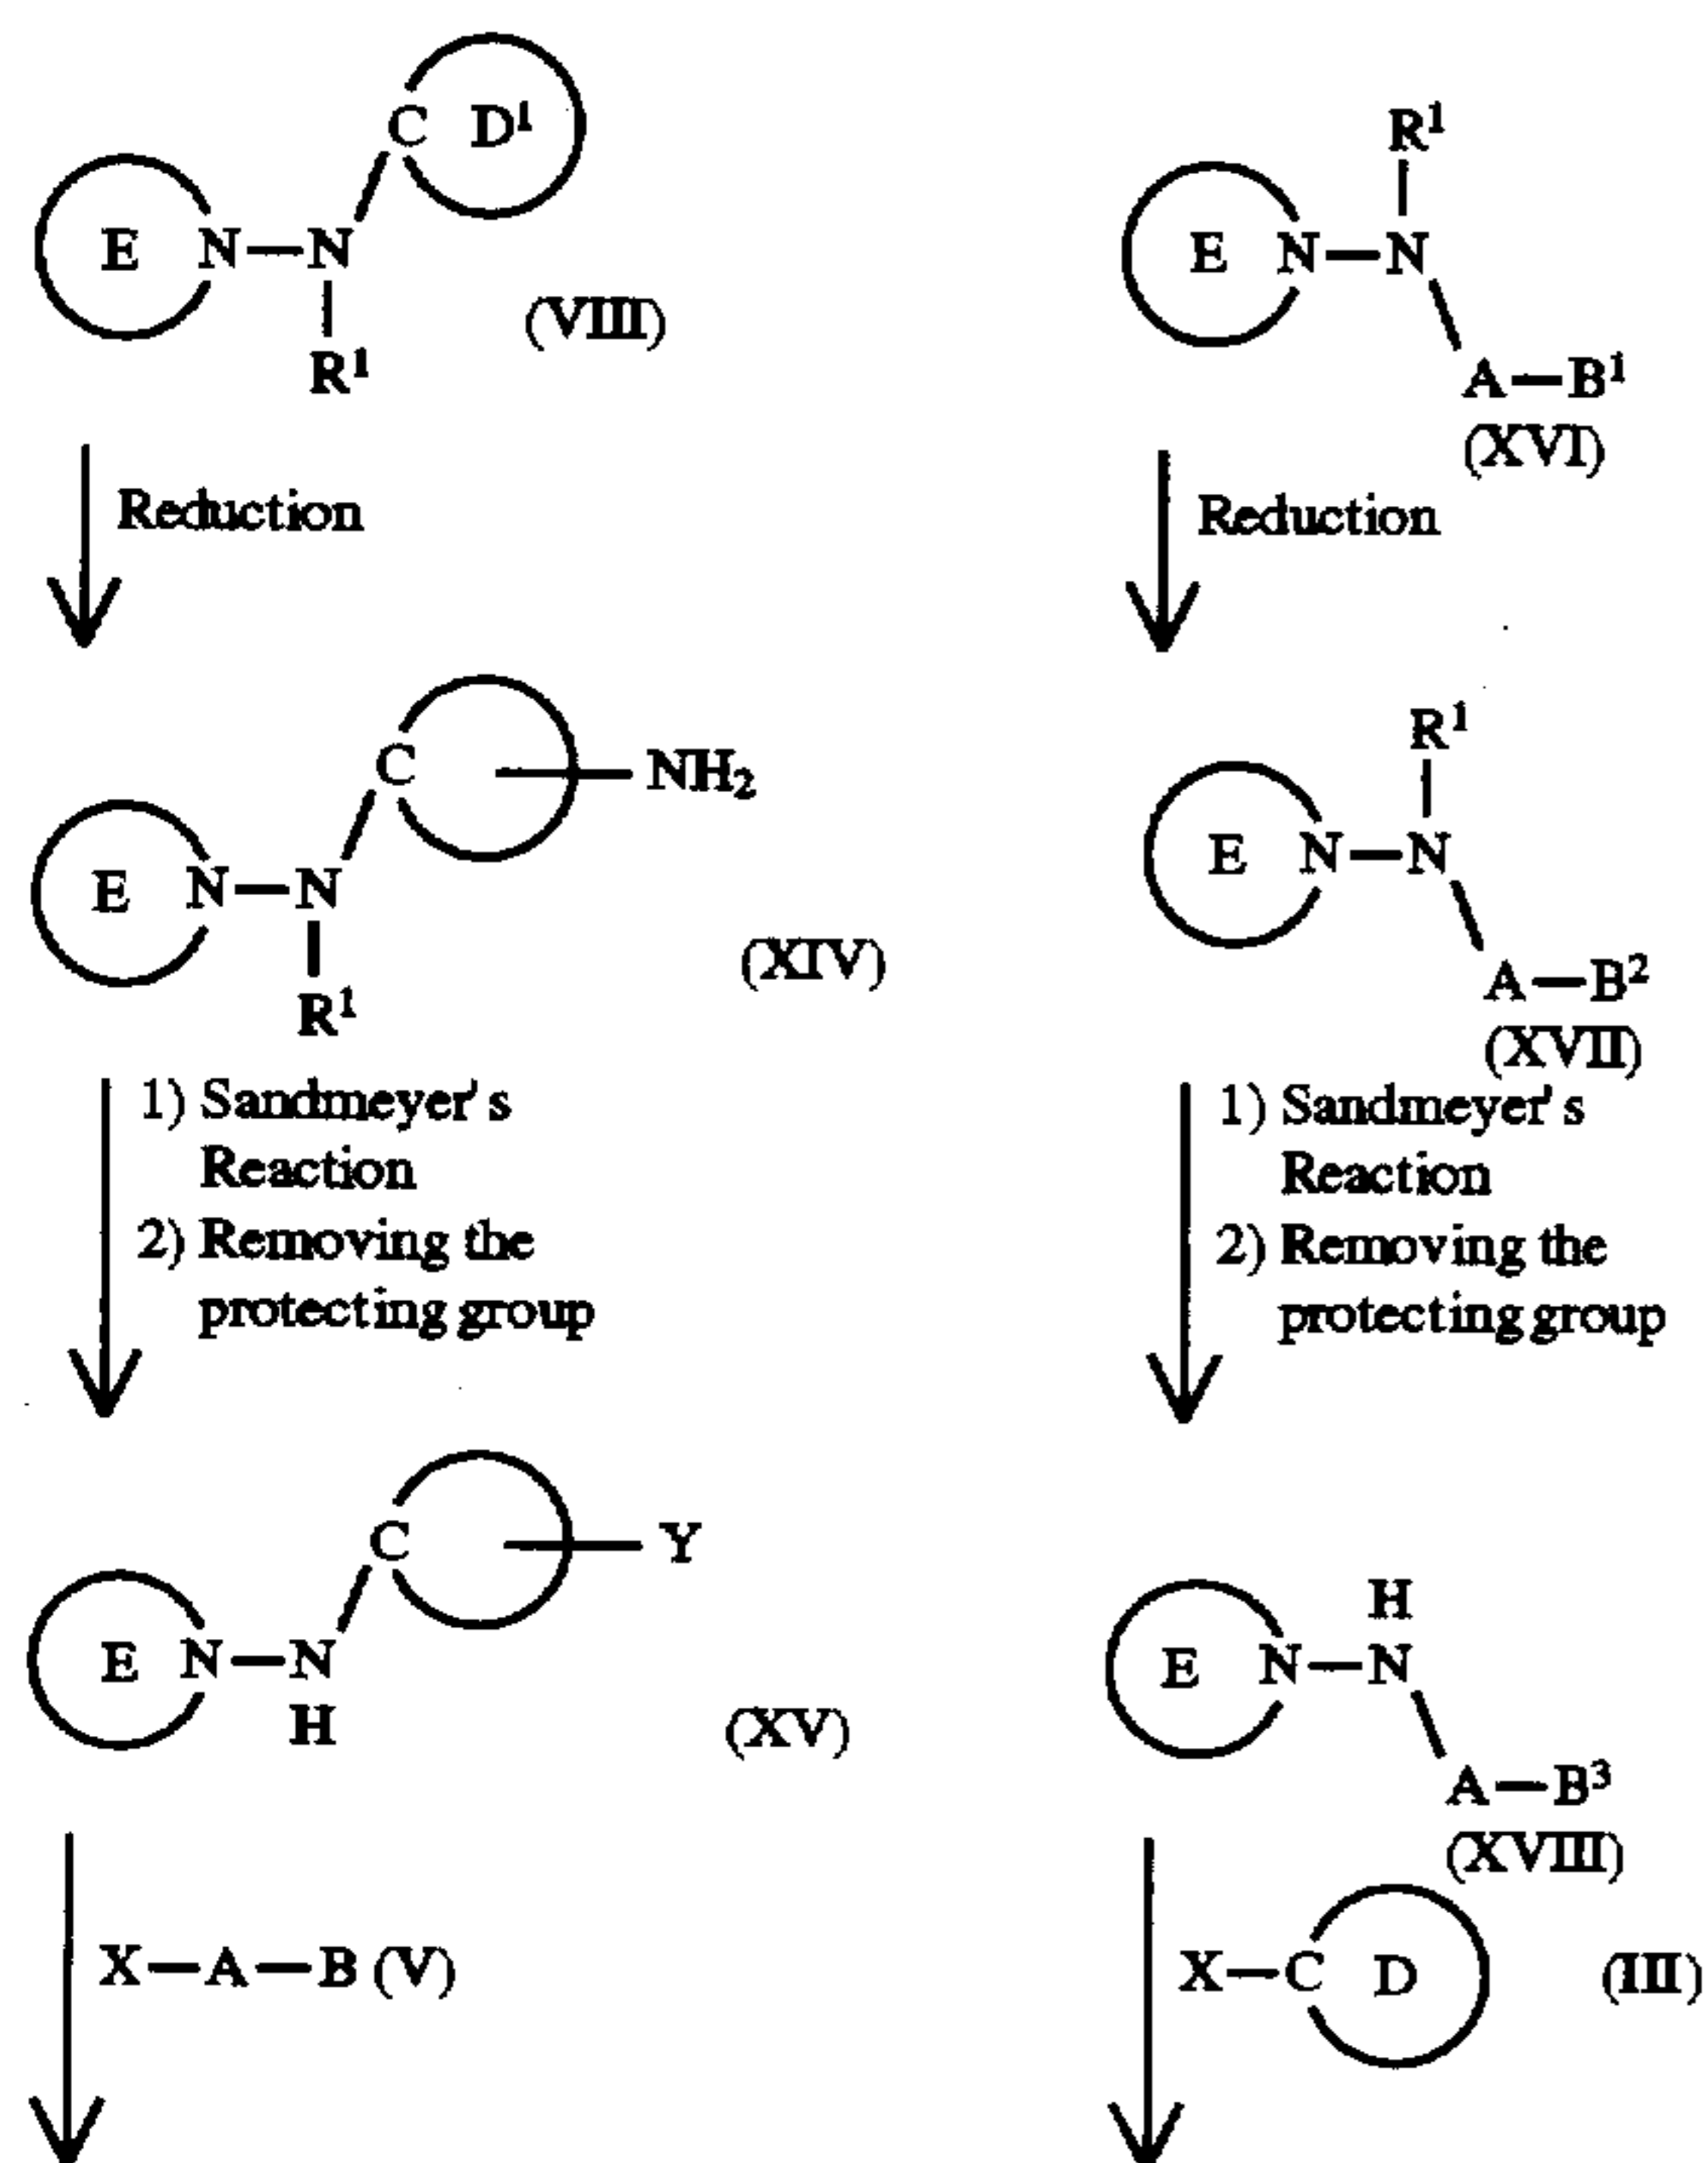 C D¹
E N—N
R¹
(VIII)
Reduction
C
NH₂
E N—N
R¹
(XIV)
1) Sandmeyer's
Reaction
2) Removing the
protecting group
C
Y
E N—N
H
(XV)
X—A—B (V)
R¹
E N—N
A—B¹
(XVI)
Reduction
R¹
E N—N
A—B²
(XVII)
1) Sandmeyer's
Reaction
2) Removing the
protecting group
H
E N—N
A—B³
(XVIII)
X—C D (III)